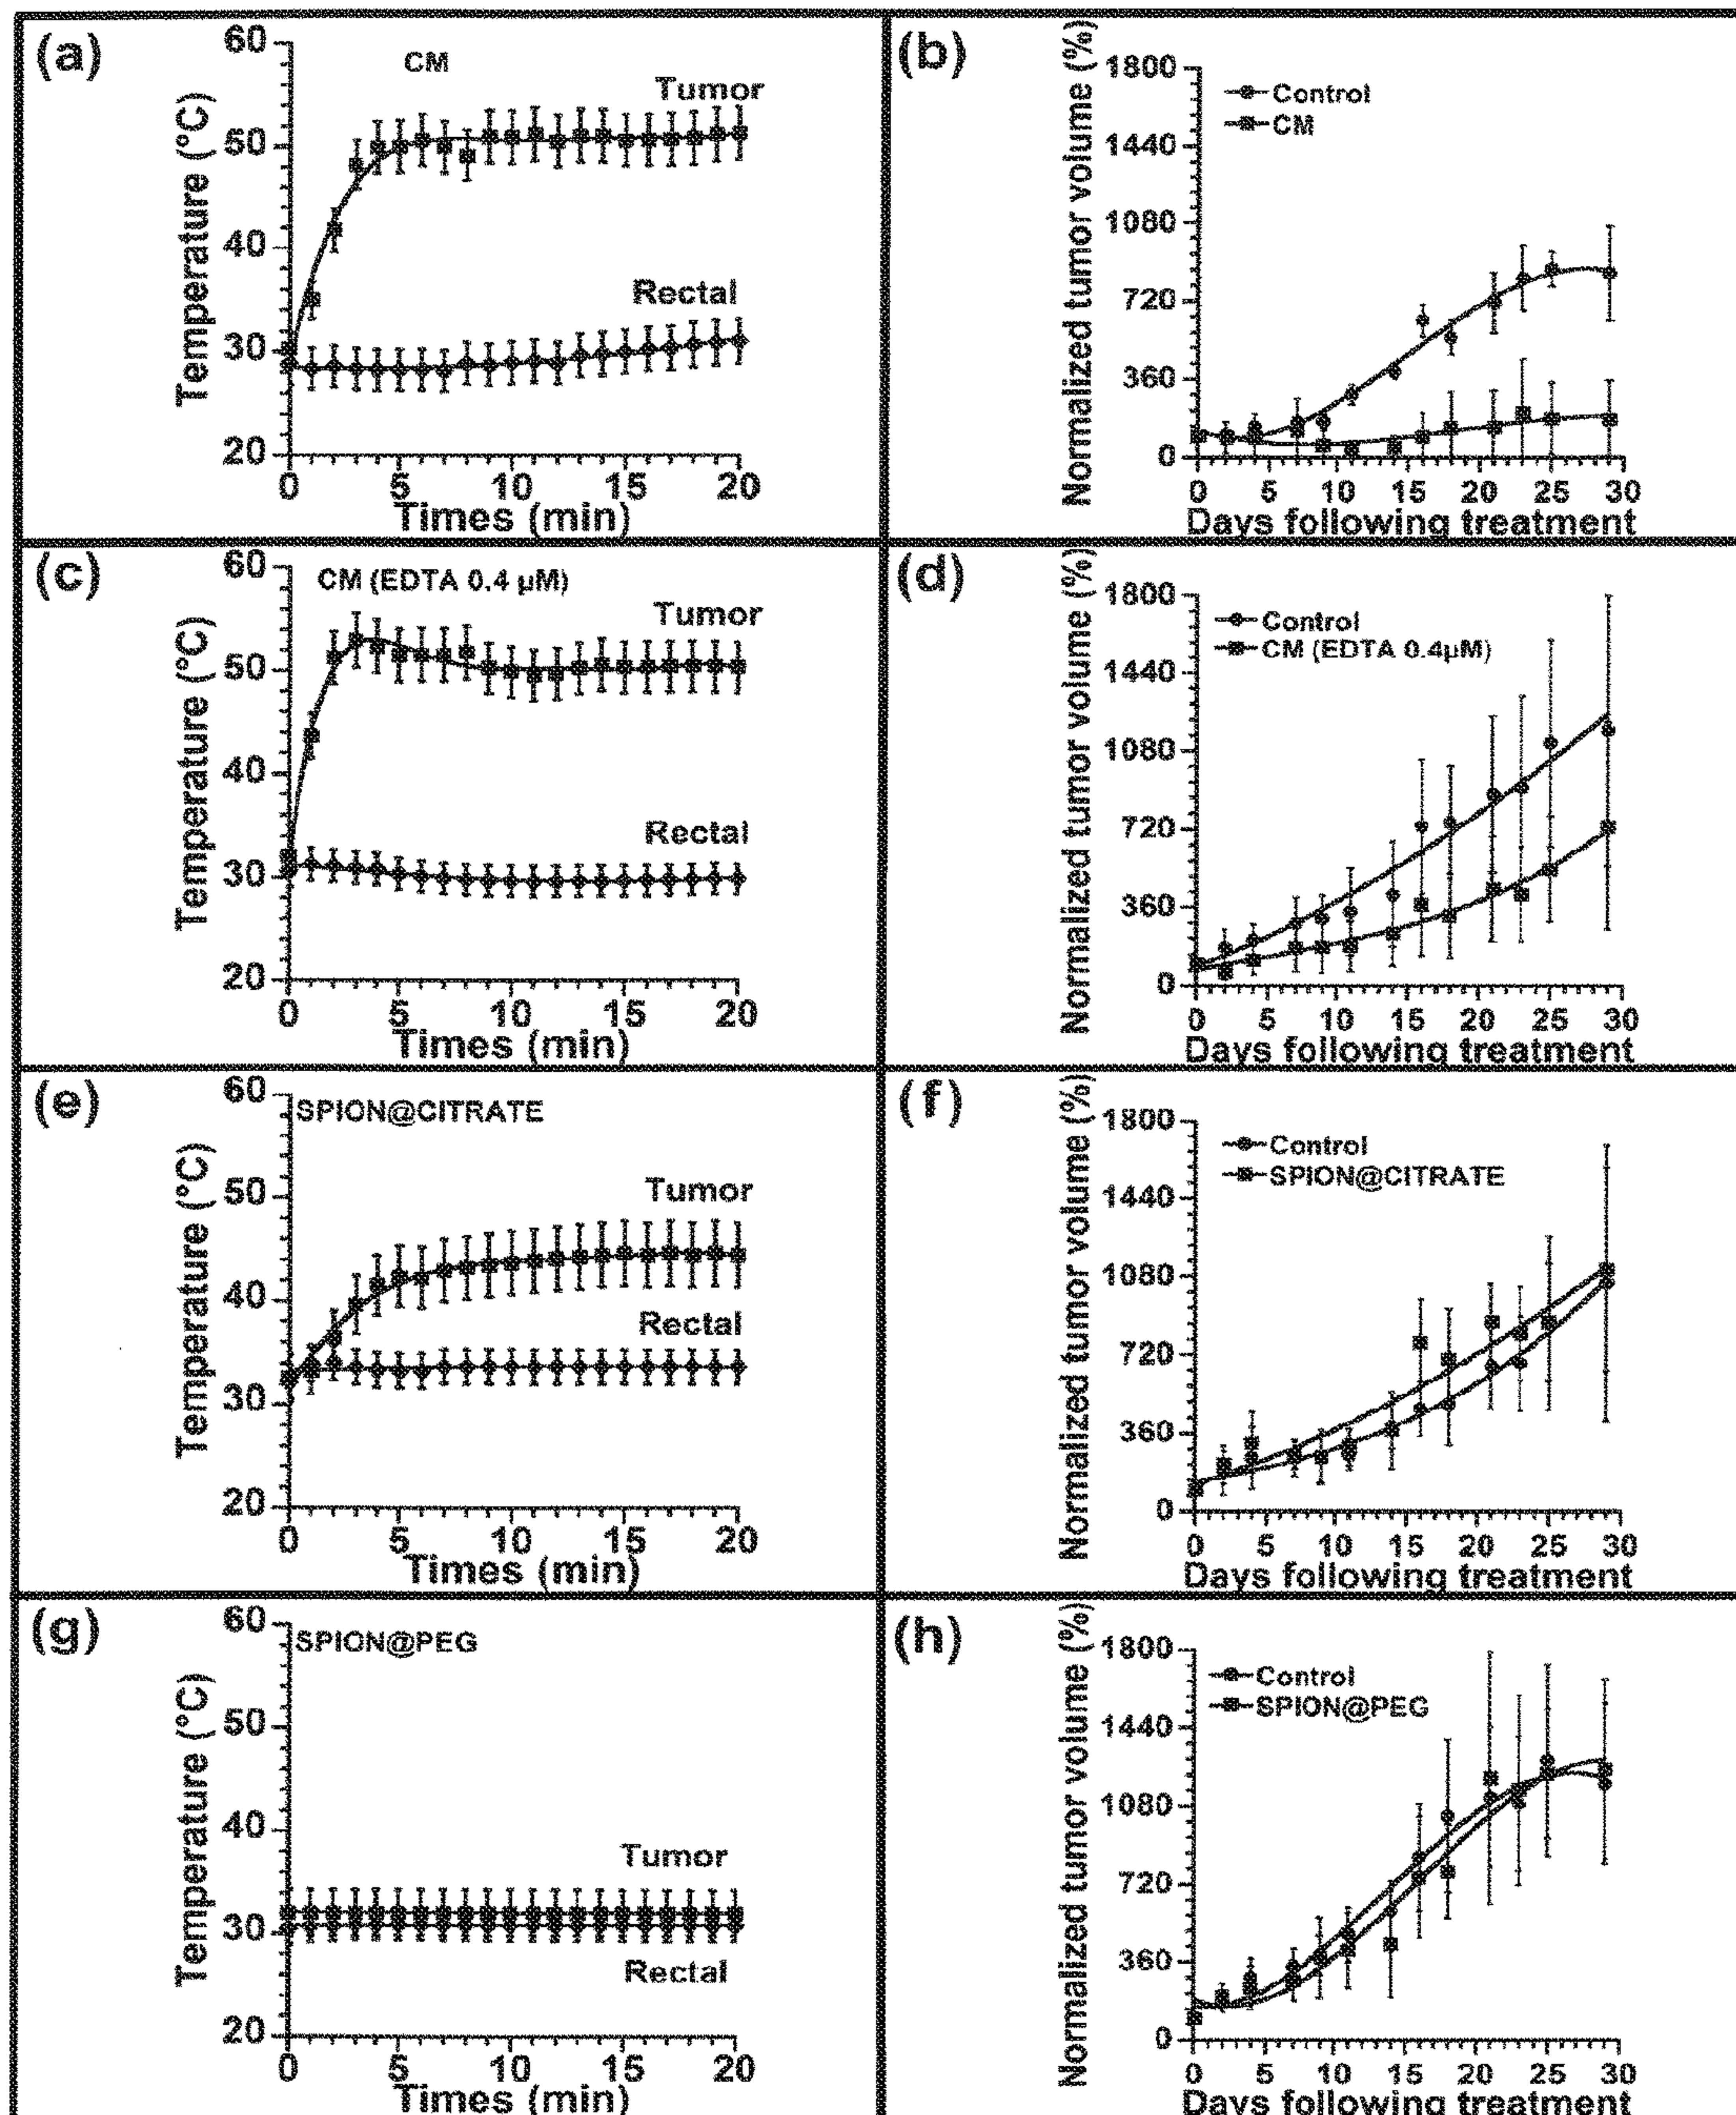 (a)
CM
Tumor
Rectal
Temperature (°C)
60
50
40
30
20
0 5 10 15 20
Times (min)
(b)
Control
CM
Normalized tumor volume (%)
1800
1440
1080
720
360
0
0 5 10 15 20 25 30
Days following treatment
(c)
CM (EDTA 0.4 µM)
Tumor
Rectal
Temperature (°C)
60
50
40
30
20
0 5 10 15 20
Times (min)
(d)
Control
CM (EDTA 0.4µM)
Normalized tumor volume (%)
1800
1440
1080
720
360
0
0 5 10 15 20 25 30
Days following treatment
(e)
SPION@CITRATE
Tumor
Rectal
Temperature (°C)
60
50
40
30
20
0 5 10 15 20
Times (min)
(f)
Control
SPION@CITRATE
Normalized tumor volume (%)
1800
1440
1080
720
360
0
0 5 10 15 20 25 30
Days following treatment
(g)
SPION@PEG
Tumor
Rectal
Temperature (°C)
60
50
40
30
20
0 5 10 15 20
Times (min)
(h)
Control
SPION@PEG
Normalized tumor volume (%)
1800
1440
1080
720
360
0
0 5 10 15 20 25 30
Days following treatment